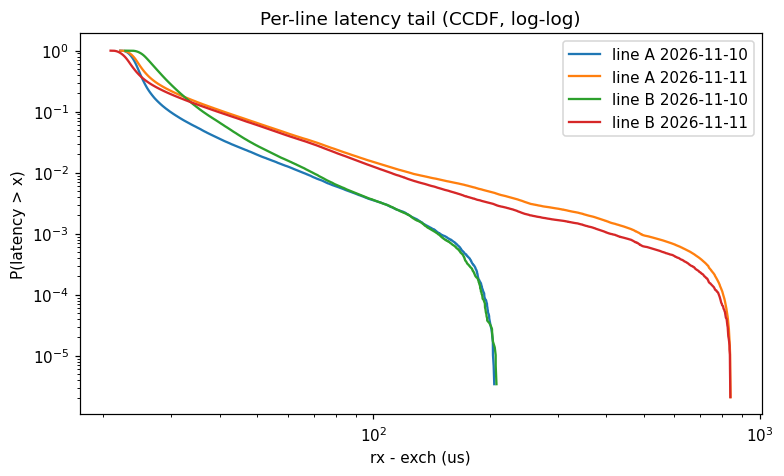 Per-line latency tail (CCDF, log-log)
line A 2026-11-10
line A 2026-11-11
line B 2026-11-10
line B 2026-11-11
P(latency > x)
10⁰
10⁻¹
10⁻²
10⁻³
10⁻⁴
10⁻⁵
10²
10³
rx - exch (us)